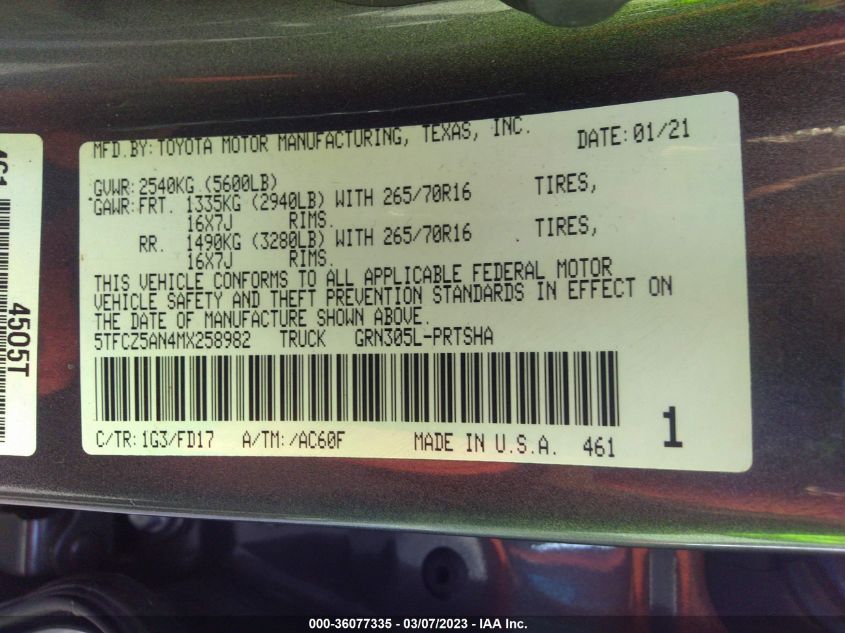 MFD.BY:TOYOTA MOTOR MANUFACTURING, TEXAS, INC. DATE:01/21
GVWR:2540KG (5600LB)
GAWR:FRT. 1335KG (2940LB) WITH 265/70R16 TIRES,
16X7J RIMS.
RR. 1490KG (3280LB) WITH 265/70R16 TIRES,
16X7J RIMS.
THIS VEHICLE CONFORMS TO ALL APPLICABLE FEDERAL MOTOR
VEHICLE SAFETY AND THEFT PREVENTION STANDARDS IN EFFECT ON
THE DATE OF MANUFACTURE SHOWN ABOVE.
5TFCZ5AN4MX258982 TRUCK GRN305L-PRTSHA
C/TR:1G3/FD17 A/TM:/AC60F MADE IN U.S.A. 461 1
4505T
000-36077335 - 03/07/2023 - IAA Inc.